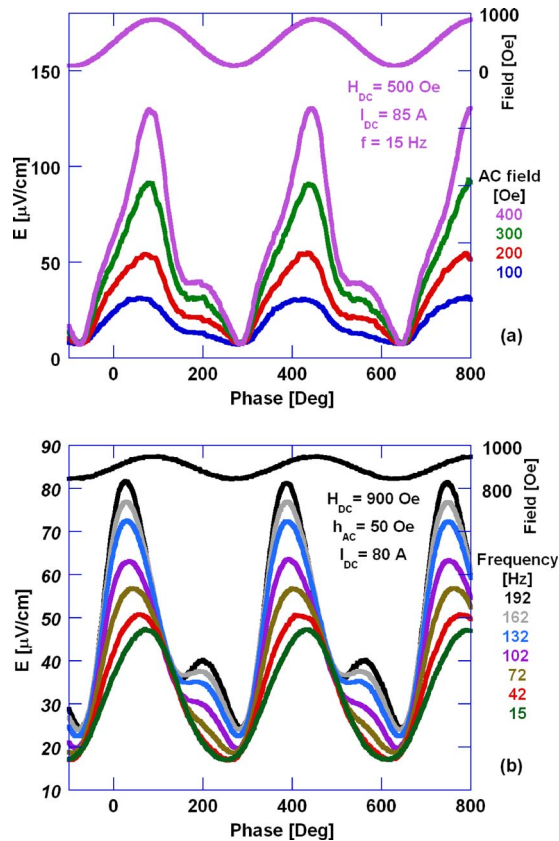 (a)
1000
0
Field [Oe]
150
100
50
0
E [µV/cm]
H_DC = 500 Oe
I_DC = 85 A
f = 15 Hz
AC field
[Oe]
400
300
200
100
0 200 400 600 800
Phase [Deg]
(b)
90
80
70
60
50
40
30
20
10
E [µV/cm]
1000
800
Field [Oe]
H_DC = 900 Oe
h_AC = 50 Oe
I_DC = 80 A
Frequency
[Hz]
192
162
132
102
72
42
15
0 200 400 600 800
Phase [Deg]